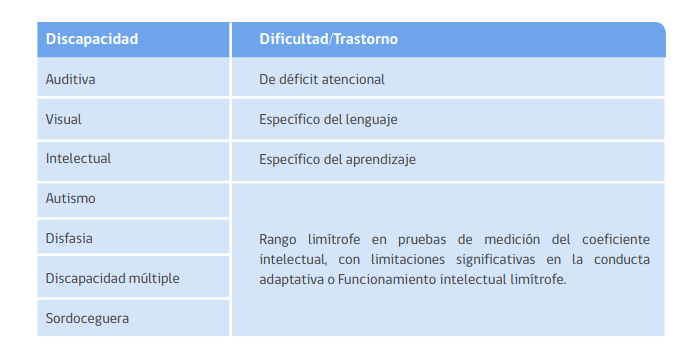 Discapacidad Dificultad/Trastorno
Auditiva De déficit atencional
Visual Específico del lenguaje
Intelectual Específico del aprendizaje
Autismo
Disfasia
Discapacidad múltiple
Sordoceguera
Rango limítrofe en pruebas de medición del coeficiente
intelectual, con limitaciones significativas en la conducta
adaptativa o Funcionamiento intelectual limítrofe.